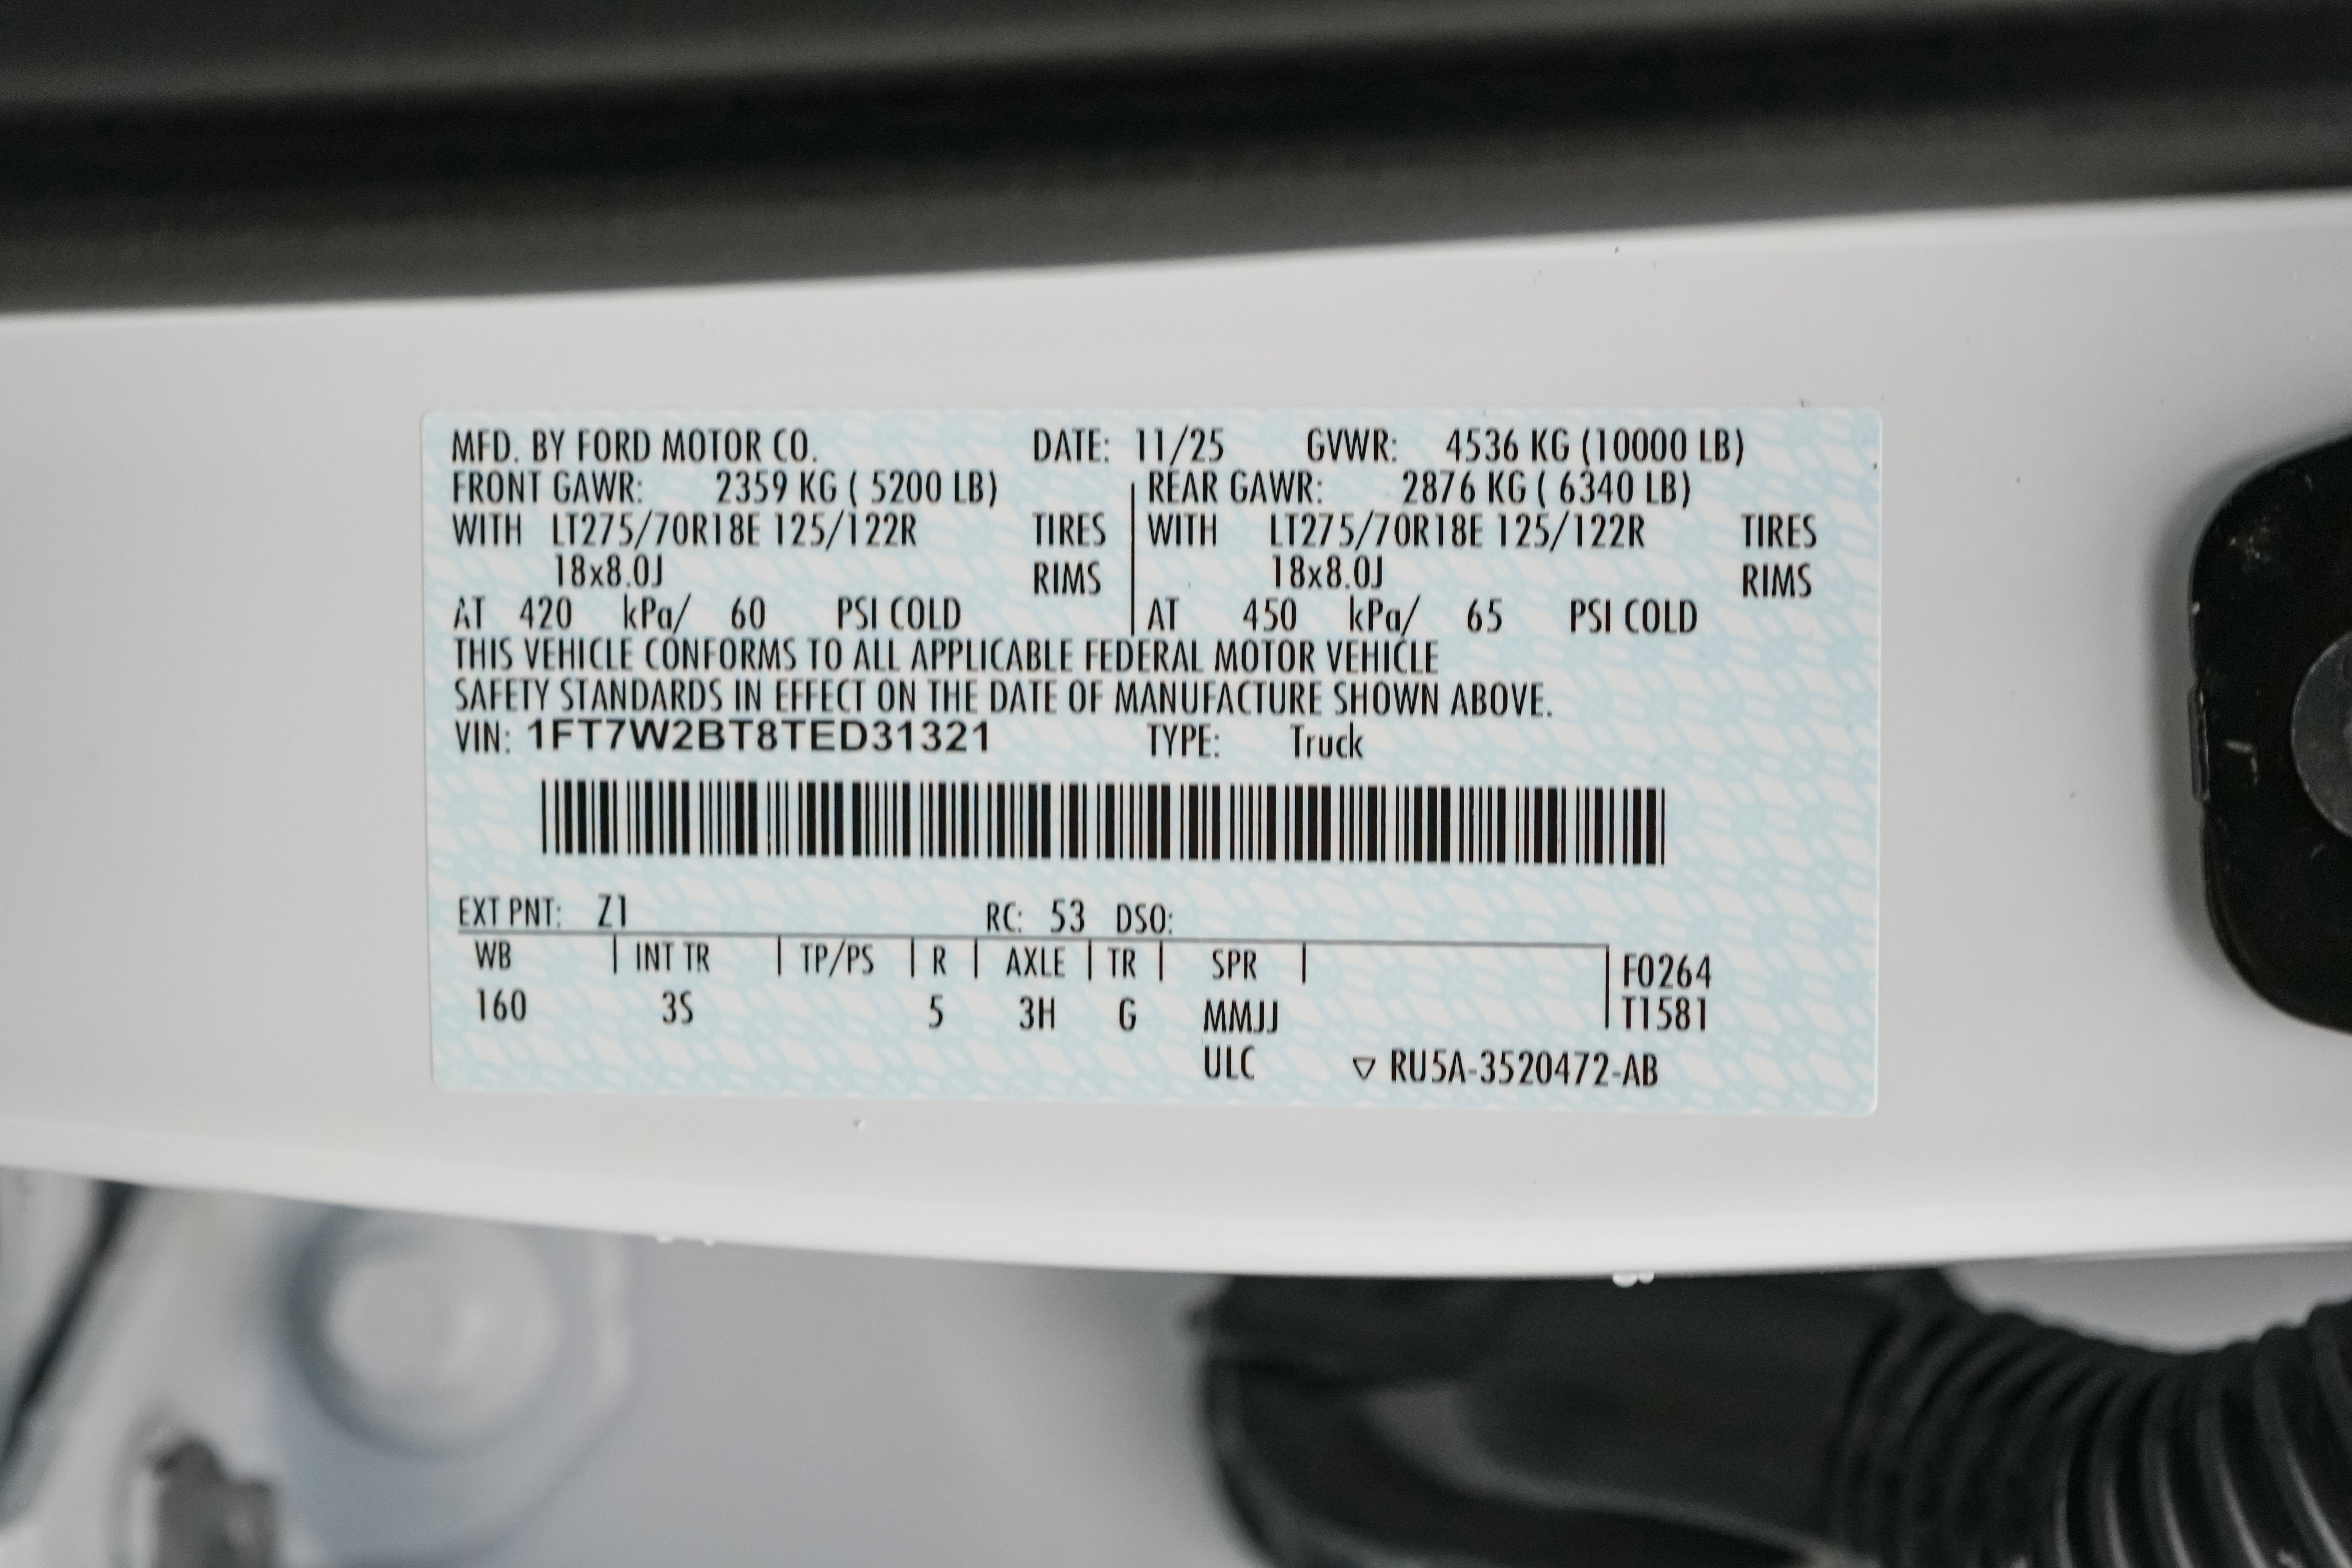 MFD. BY FORD MOTOR CO. DATE: 11/25 GVWR: 4536 KG (10000 LB)
FRONT GAWR: 2359 KG ( 5200 LB) REAR GAWR: 2876 KG ( 6340 LB)
WITH LT275/70R18E 125/122R TIRES WITH LT275/70R18E 125/122R TIRES
18x8.0J RIMS 18x8.0J RIMS
AT 420 kPa/ 60 PSI COLD AT 450 kPa/ 65 PSI COLD
THIS VEHICLE CONFORMS TO ALL APPLICABLE FEDERAL MOTOR VEHICLE
SAFETY STANDARDS IN EFFECT ON THE DATE OF MANUFACTURE SHOWN ABOVE.
VIN: 1FT7W2BT8TED31321 TYPE: Truck
EXT PNT: Z1 RC: 53 DSO:
WB INT TR TP/PS R AXLE TR SPR F0264
160 3S 5 3H G MMJJ T1581
ULC ▽ RU5A-3520472-AB